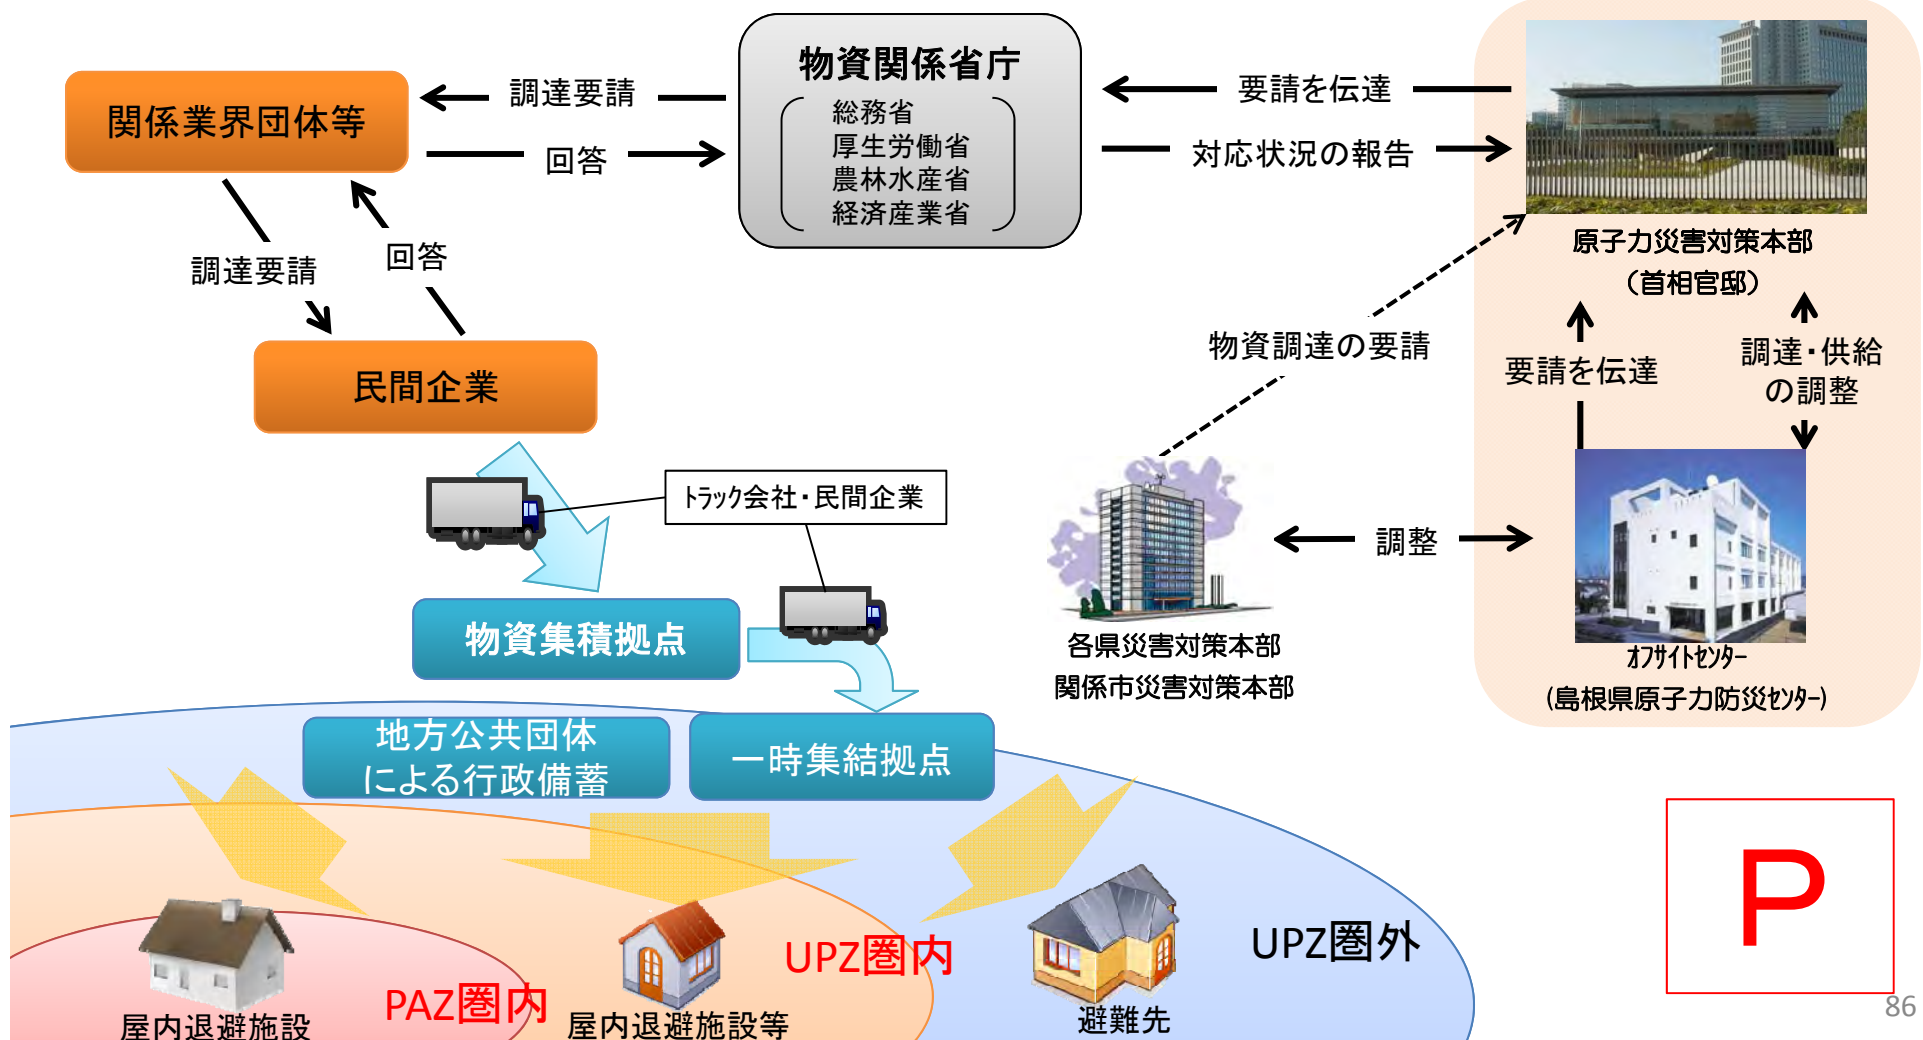 物資関係省庁
総務省
厚生労働省
農林水産省
経済産業省
関係業界団体等
調達要請
回答
要請を伝達
対応状況の報告
原子力災害対策本部
（首相官邸）
調達要請
回答
民間企業
物資調達の要請
要請を伝達
調達・供給
の調整
ﾄﾗｯｸ会社・民間企業
調整
物資集積拠点
各県災害対策本部
関係市災害対策本部
ｵﾌｻｲﾄｾﾝﾀｰ
(島根県原子力防災ｾﾝﾀｰ)
地方公共団体
による行政備蓄
一時集結拠点
P
UPZ圏外
UPZ圏内
PAZ圏内
屋内退避施設
屋内退避施設等
避難先
86